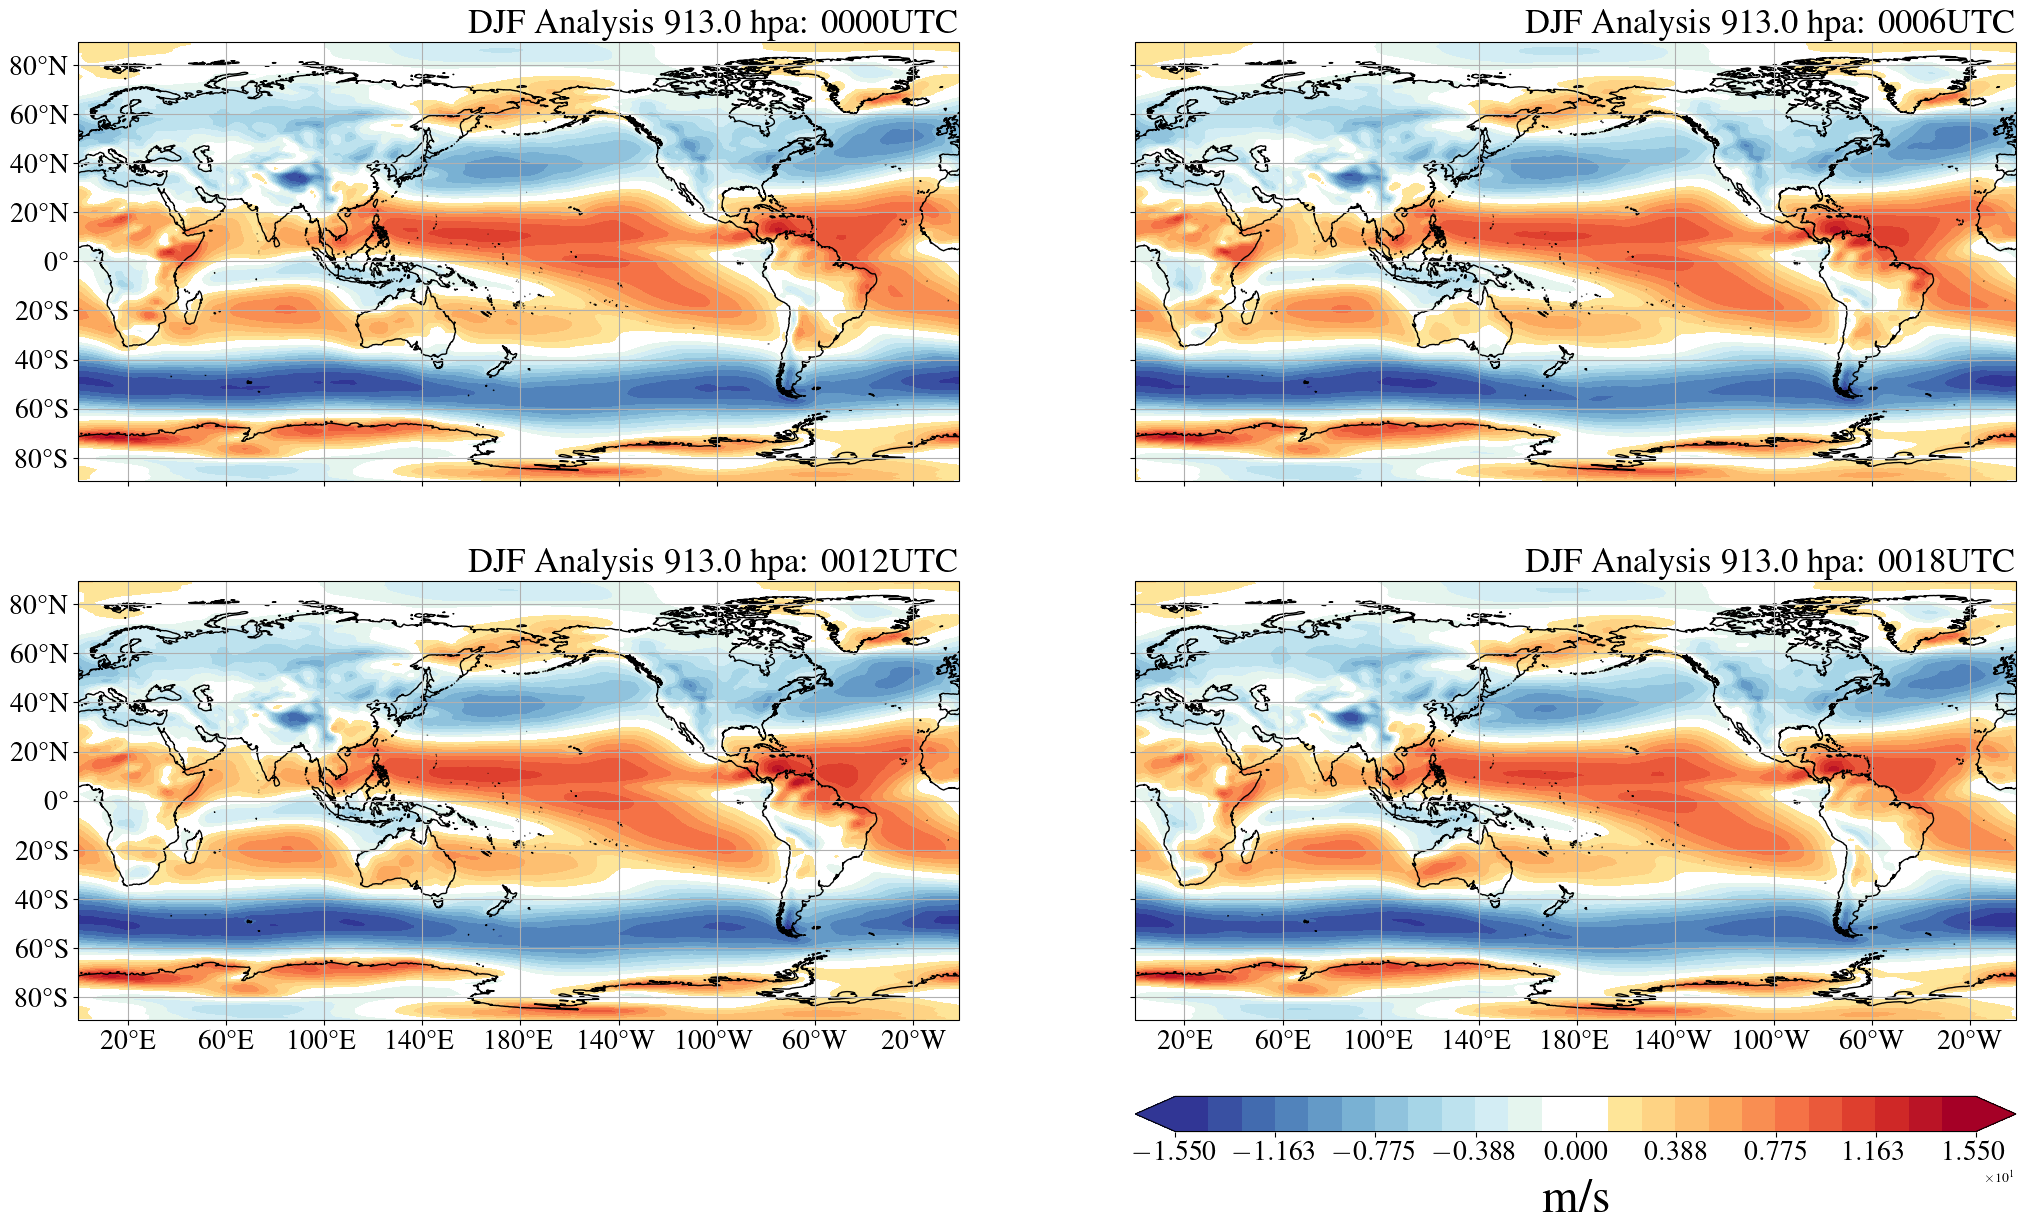 DJF Analysis 913.0 hpa: 0000UTC
DJF Analysis 913.0 hpa: 0006UTC
80°N
60°N
40°N
20°N
0°
20°S
40°S
60°S
80°S
DJF Analysis 913.0 hpa: 0012UTC
DJF Analysis 913.0 hpa: 0018UTC
80°N
60°N
40°N
20°N
0°
20°S
40°S
60°S
80°S
20°E 60°E 100°E 140°E 180°E 140°W 100°W 60°W 20°W
20°E 60°E 100°E 140°E 180°E 140°W 100°W 60°W 20°W
−1.550 −1.163 −0.775 −0.388 0.000 0.388 0.775 1.163 1.550
×10¹
m/s